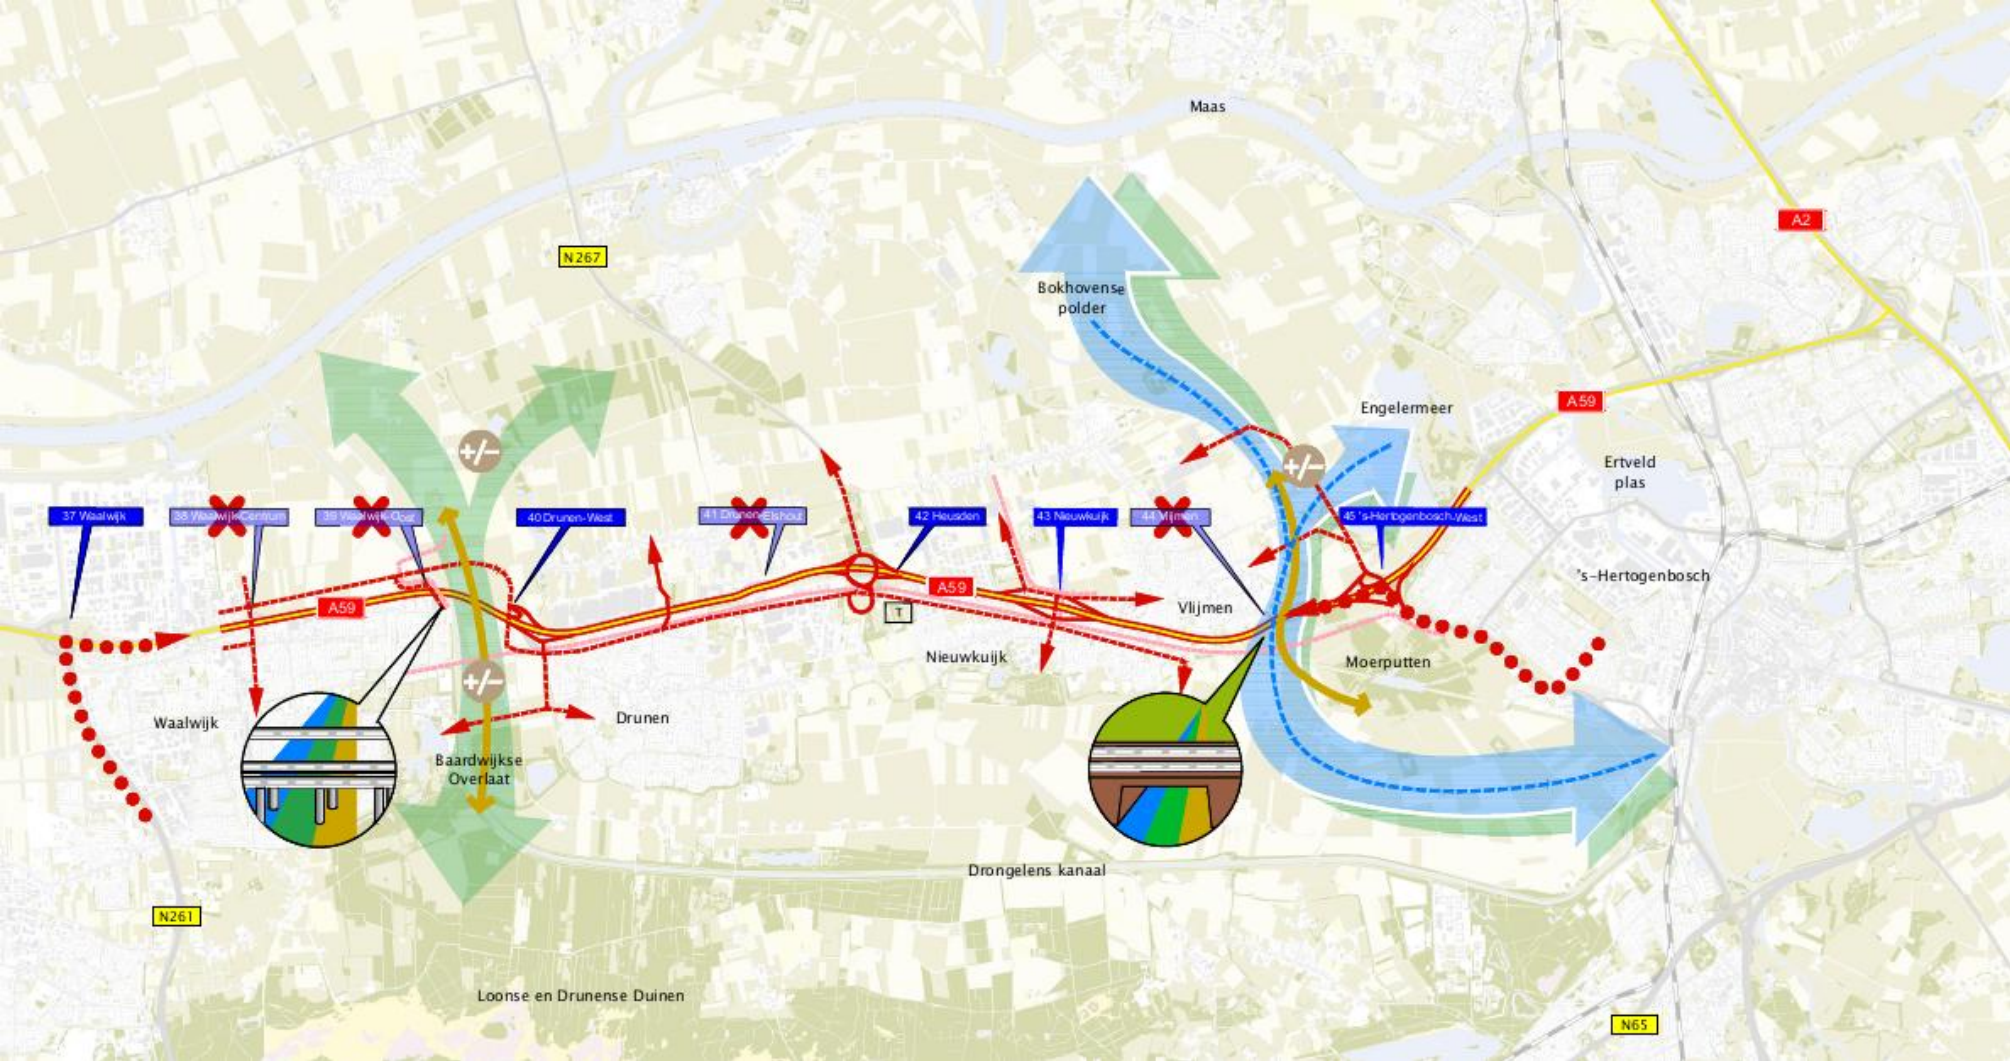 Maas
A2
N267
Bokhovense
polder
A59
Engelermeer
Ertveld
plas
+/-
+/-
37 Waalwijk
38 Waalwijk-Centrum
39 Waalwijk-Oost
40 Drunen-West
41 Drunen-Elshout
42 Heusden
43 Nieuwkuijk
44 Vlijmen
45 's-Hertogenbosch West
's-Hertogenbosch
A59
A59
T
Vlijmen
Nieuwkuijk
Moerputten
+/-
Waalwijk
Drunen
Baardwijkse
Overlaat
Drongelens kanaal
N261
Loonse en Drunense Duinen
N65